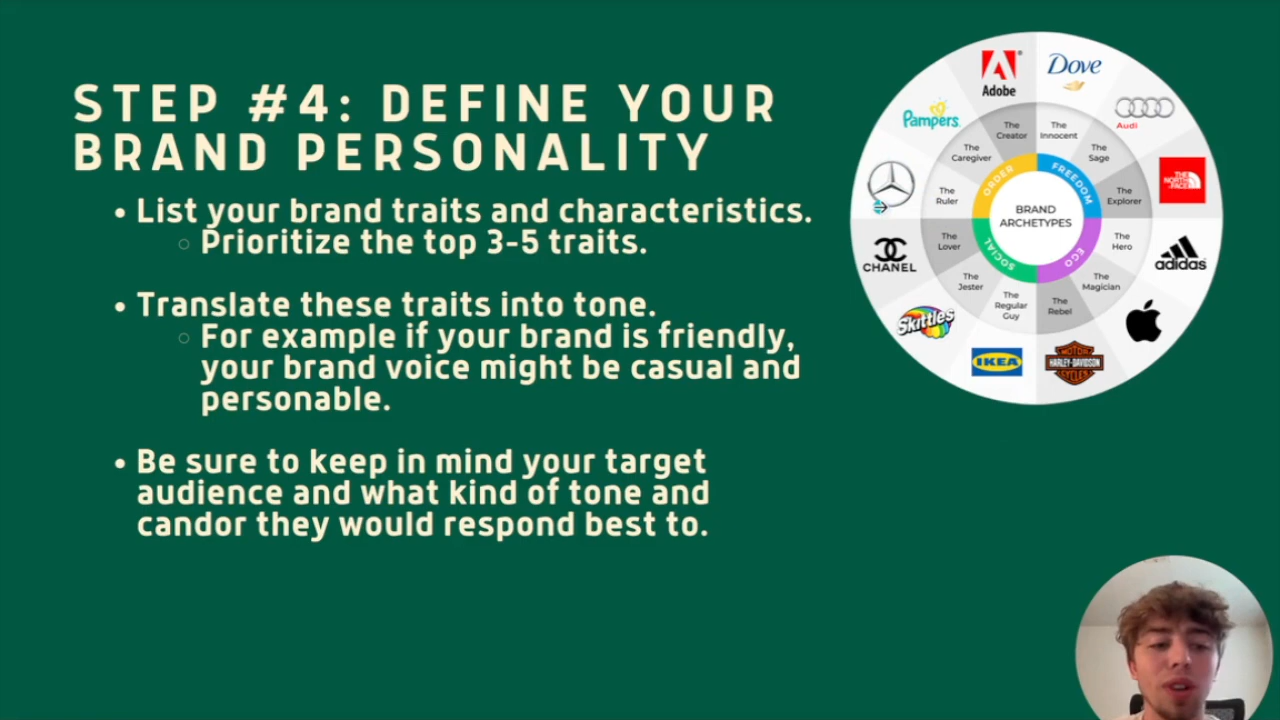 STEP #4: DEFINE YOUR
BRAND PERSONALITY
• List your brand traits and characteristics.
○ Prioritize the top 3-5 traits.
• Translate these traits into tone.
○ For example if your brand is friendly,
your brand voice might be casual and
personable.
• Be sure to keep in mind your target
audience and what kind of tone and
candor they would respond best to.
BRAND
ARCHETYPES
ORDER
FREEDOM
EGO
SOCIAL
The
Creator
The
Innocent
The
Sage
The
Explorer
The
Hero
The
Magician
The
Rebel
The
Regular
Guy
The
Jester
The
Lover
The
Ruler
The
Caregiver
Adobe
Dove
Audi
THE
NORTH
FACE
adidas
MOTOR
HARLEY-DAVIDSON
CYCLES
IKEA
Skittles
CHANEL
Pampers